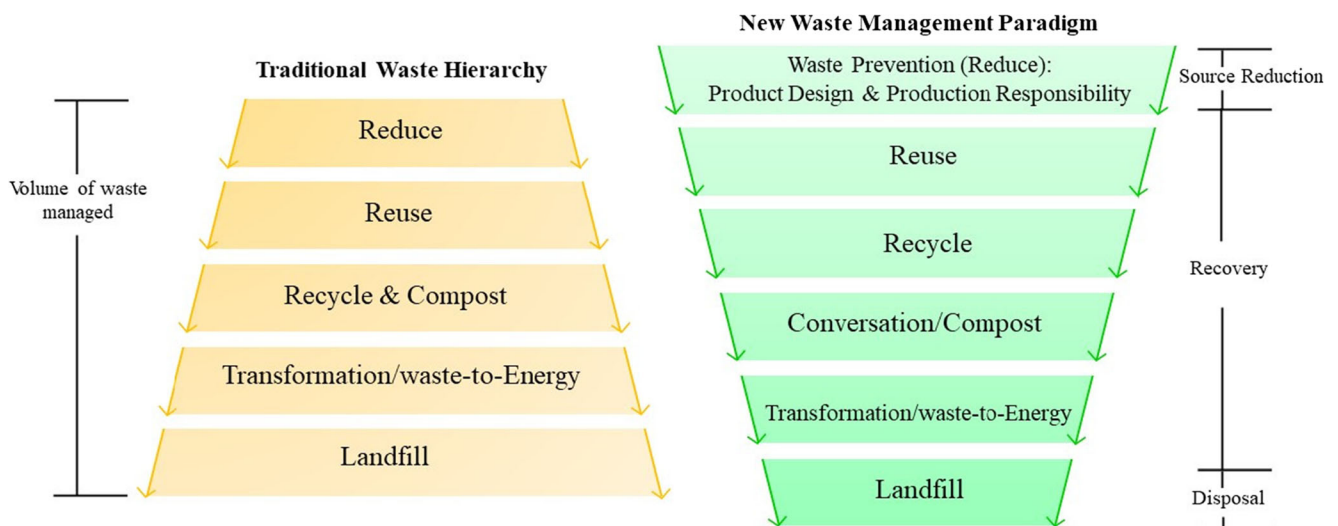 Traditional Waste Hierarchy
Volume of waste
managed
Reduce
Reuse
Recycle & Compost
Transformation/waste-to-Energy
Landfill
New Waste Management Paradigm
Waste Prevention (Reduce):
Product Design & Production Responsibility
Reuse
Recycle
Conversation/Compost
Transformation/waste-to-Energy
Landfill
Source Reduction
Recovery
Disposal